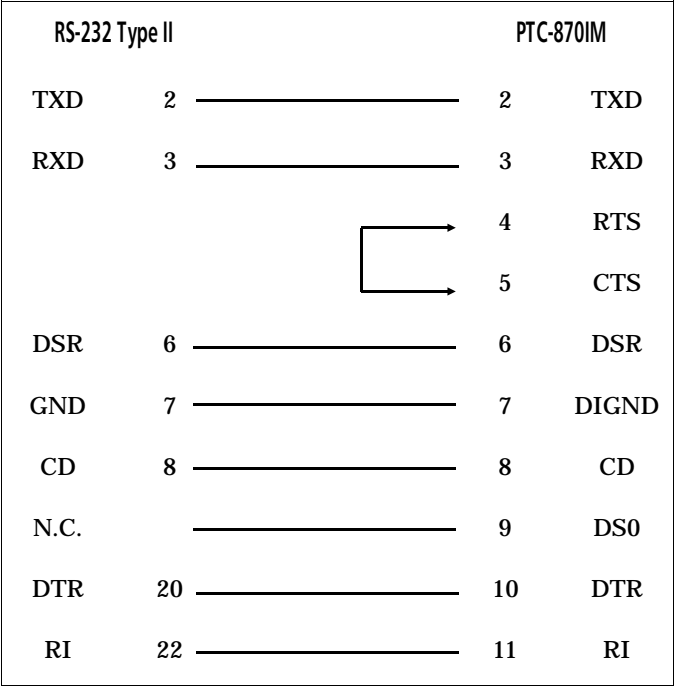 RS-232 Type II PTC-870IM
TXD 2 2 TXD
RXD 3 3 RXD
4 RTS
5 CTS
DSR 6 6 DSR
GND 7 7 DIGND
CD 8 8 CD
N.C. 9 DS0
DTR 20 10 DTR
RI 22 11 RI